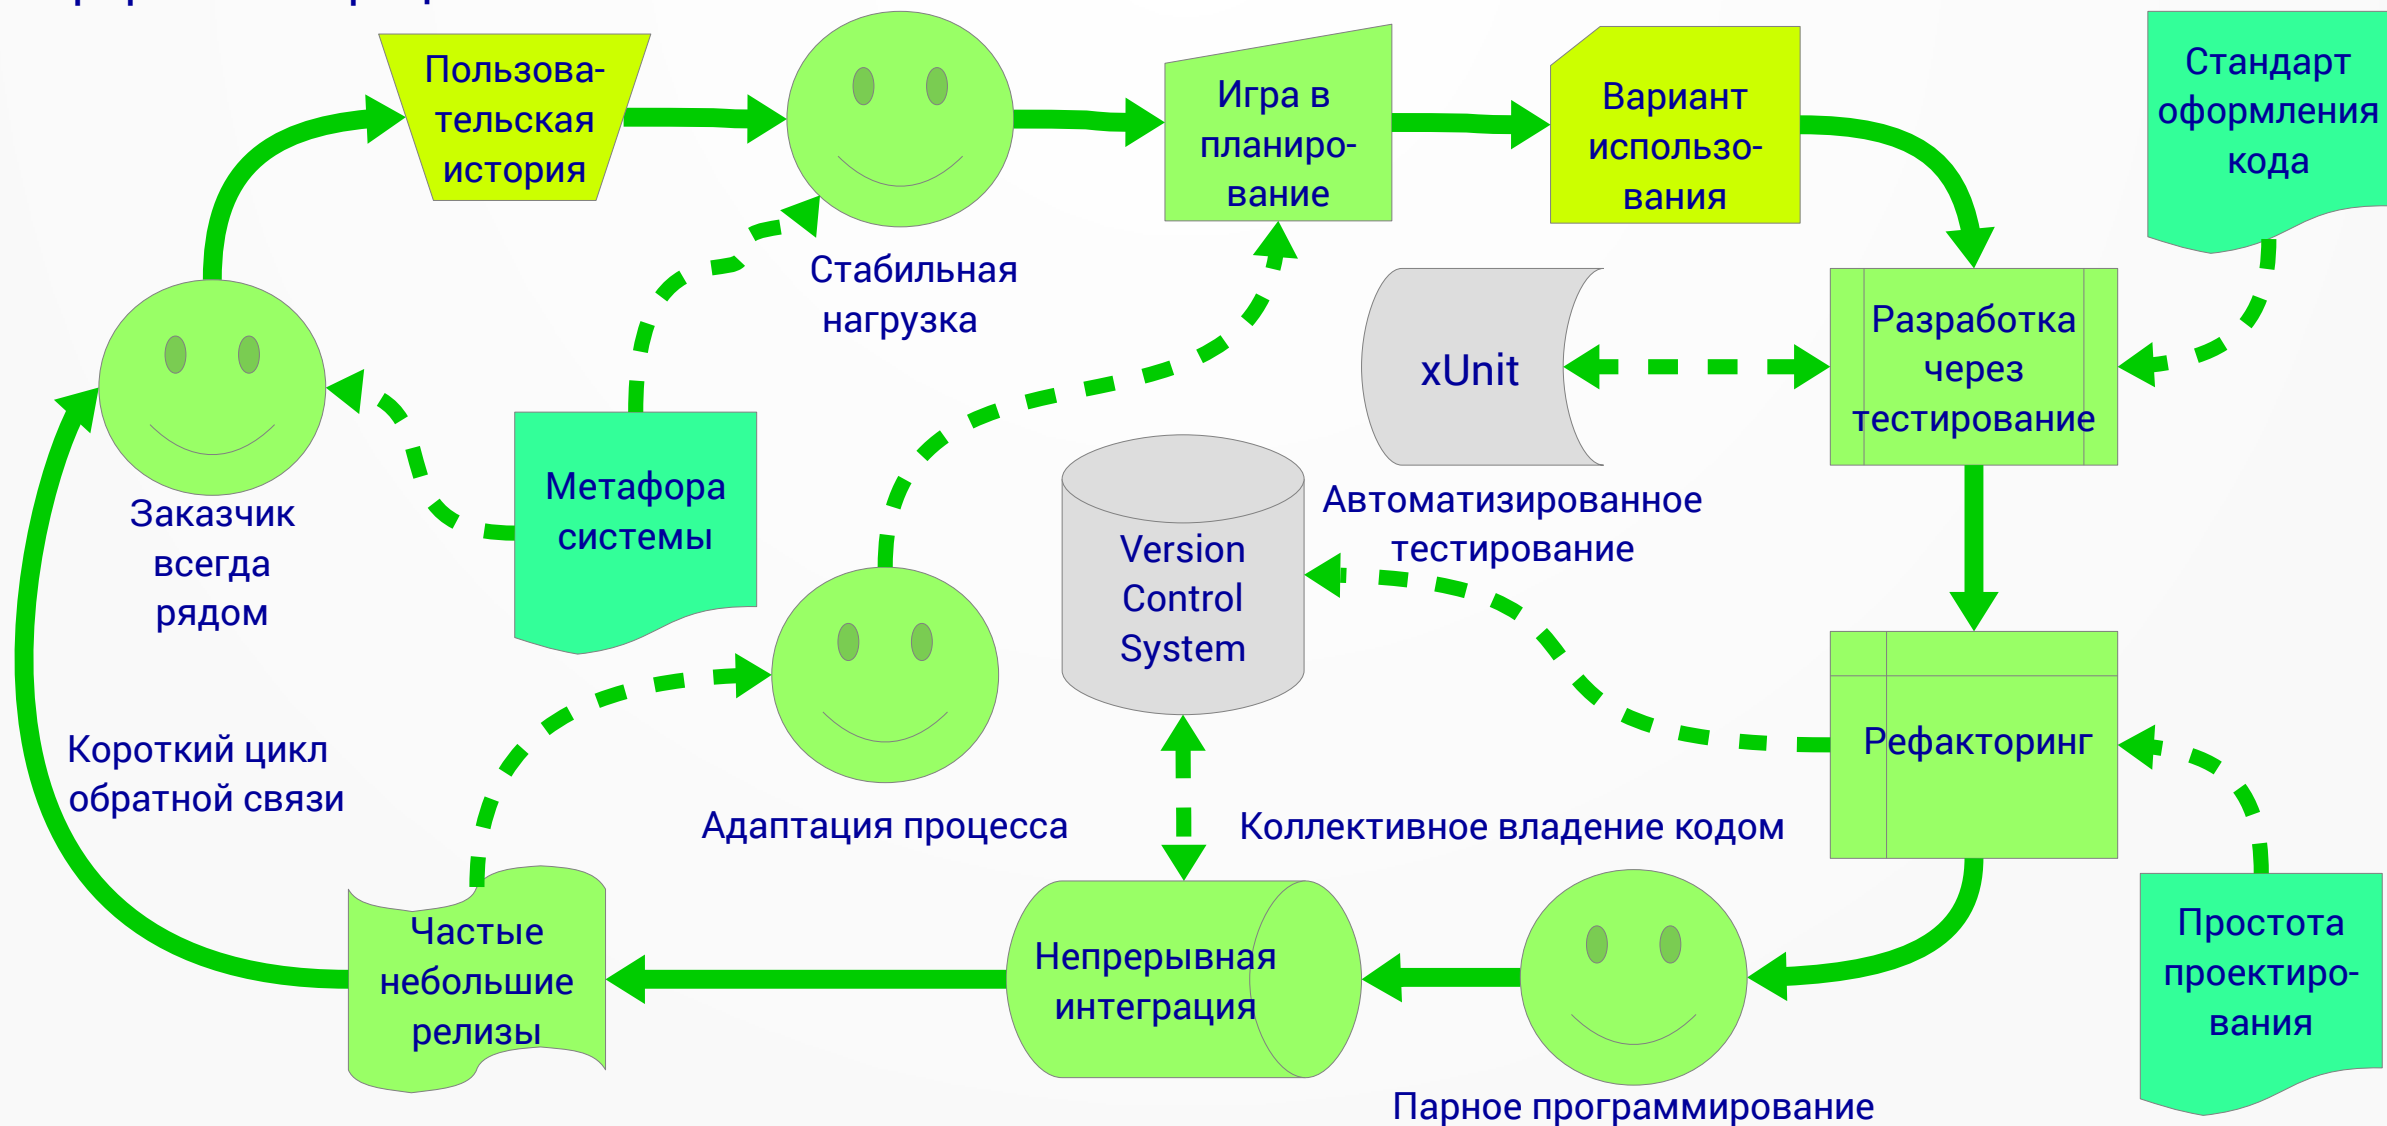 Пользова-
тельская
история
Игра в
планиро-
вание
Вариант
использо-
вания
Стандарт
оформления
кода
Стабильная
нагрузка
xUnit
Разработка
через
тестирование
Заказчик
всегда
рядом
Метафора
системы
Автоматизированное
тестирование
Version
Control
System
Рефакторинг
Короткий цикл
обратной связи
Адаптация процесса
Коллективное владение кодом
Частые
небольшие
релизы
Непрерывная
интеграция
Простота
проектиро-
вания
Парное программирование